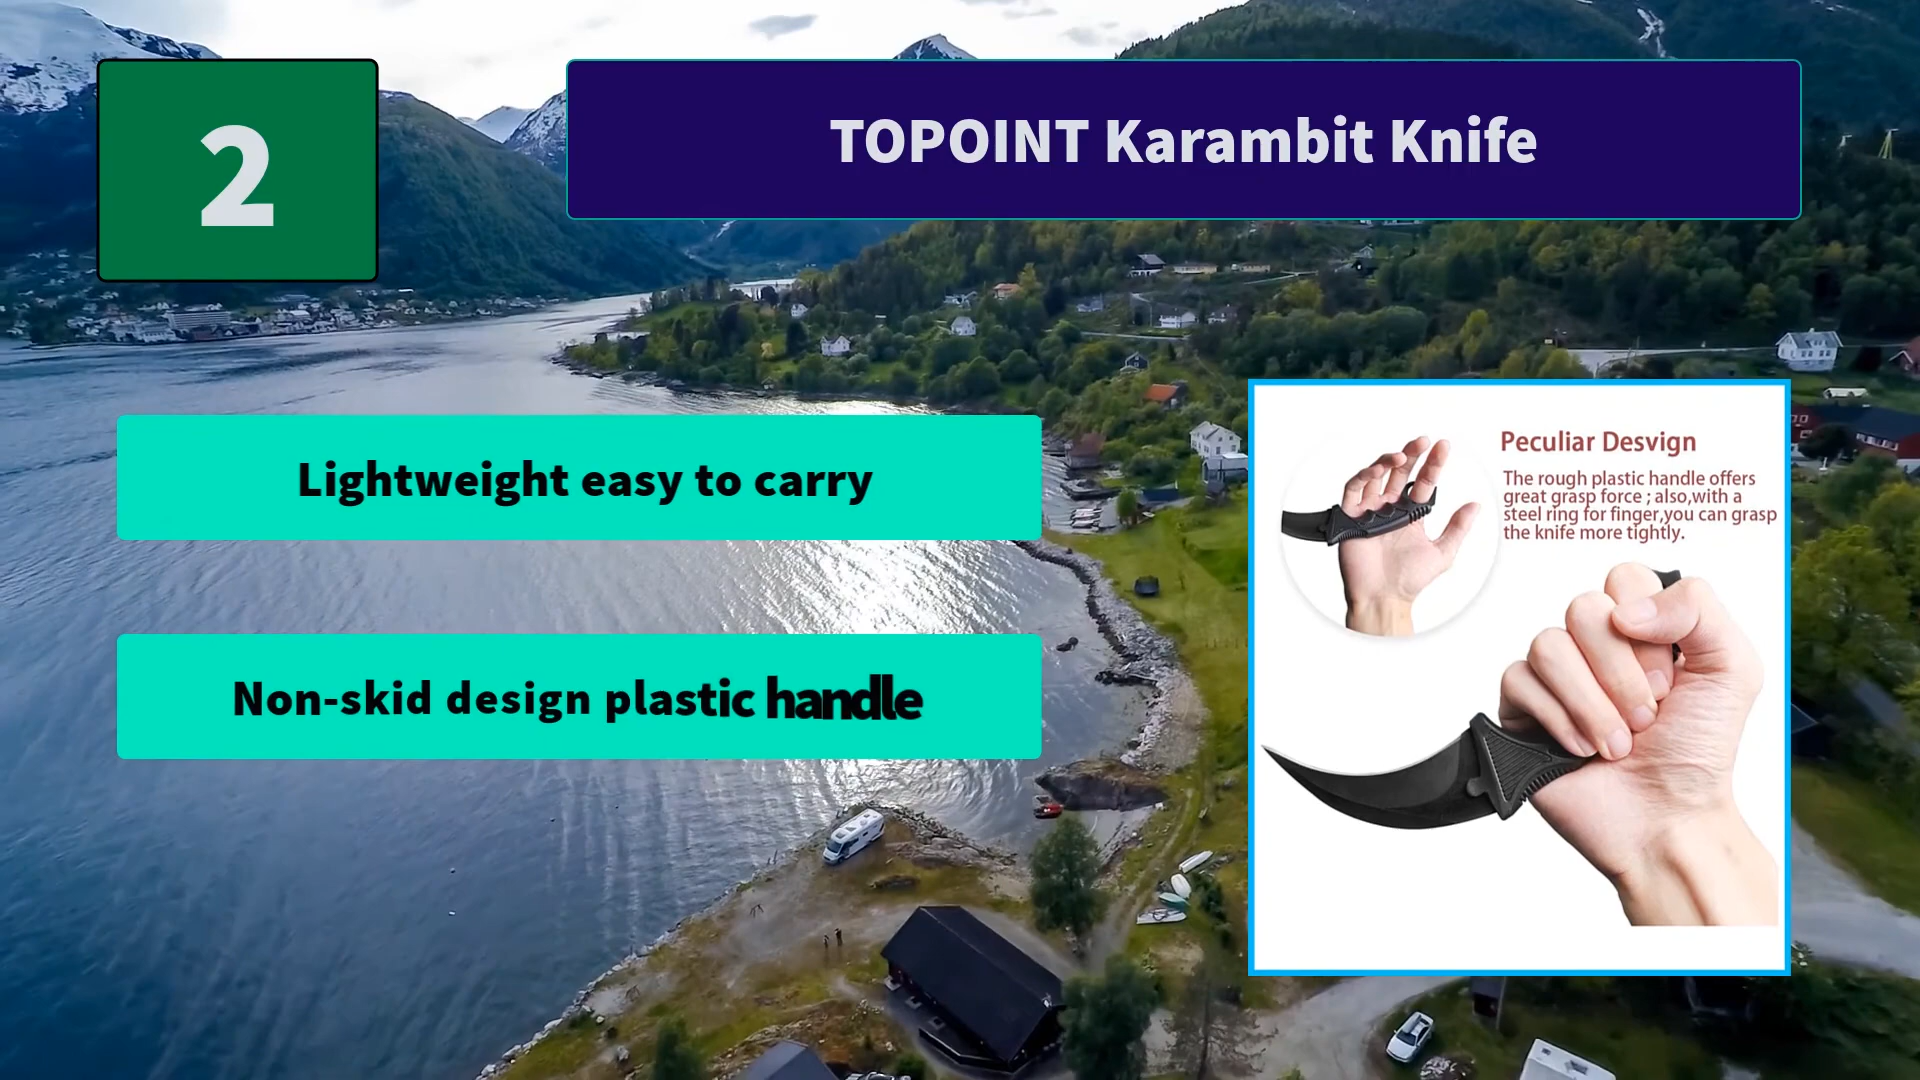 2
TOPOINT Karambit Knife
Lightweight easy to carry
Non-skid design plastic handle
Peculiar Desvign
The rough plastic handle offers
great grasp force ; also,with a
steel ring for finger,you can grasp
the knife more tightly.